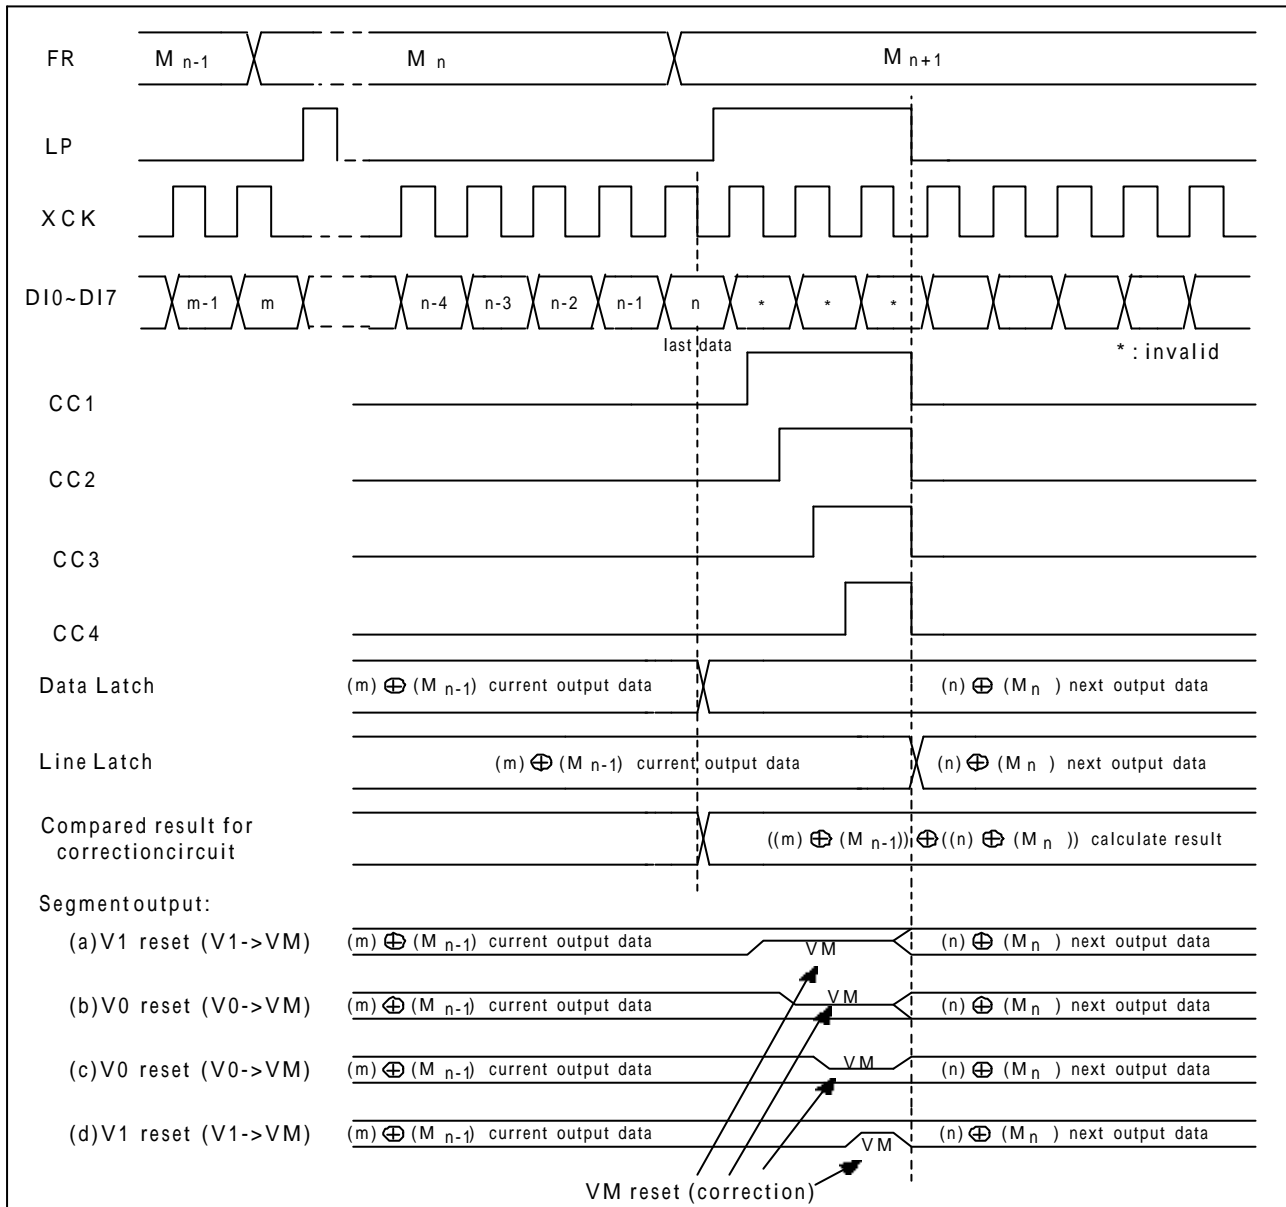 FR M n-1 M n M n+1
LP
XCK
DI0~DI7 m-1 m n-4 n-3 n-2 n-1 n * * *
last data
* : invalid
CC1
CC2
CC3
CC4
Data Latch (m) ⊕ (M n-1) current output data (n) ⊕ (M n ) next output data
Line Latch (m) ⊕ (M n-1) current output data (n) ⊕ (M n ) next output data
Compared result for
correctioncircuit
((m) ⊕ (M n-1)) ⊕ ((n) ⊕ (M n )) calculate result
Segment output:
(a) V1 reset (V1->VM) (m) ⊕ (M n-1) current output data VM (n) ⊕ (M n ) next output data
(b) V0 reset (V0->VM) (m) ⊕ (M n-1) current output data VM (n) ⊕ (M n ) next output data
(c) V0 reset (V0->VM) (m) ⊕ (M n-1) current output data VM (n) ⊕ (M n ) next output data
(d) V1 reset (V1->VM) (m) ⊕ (M n-1) current output data VM (n) ⊕ (M n ) next output data
VM reset (correction)